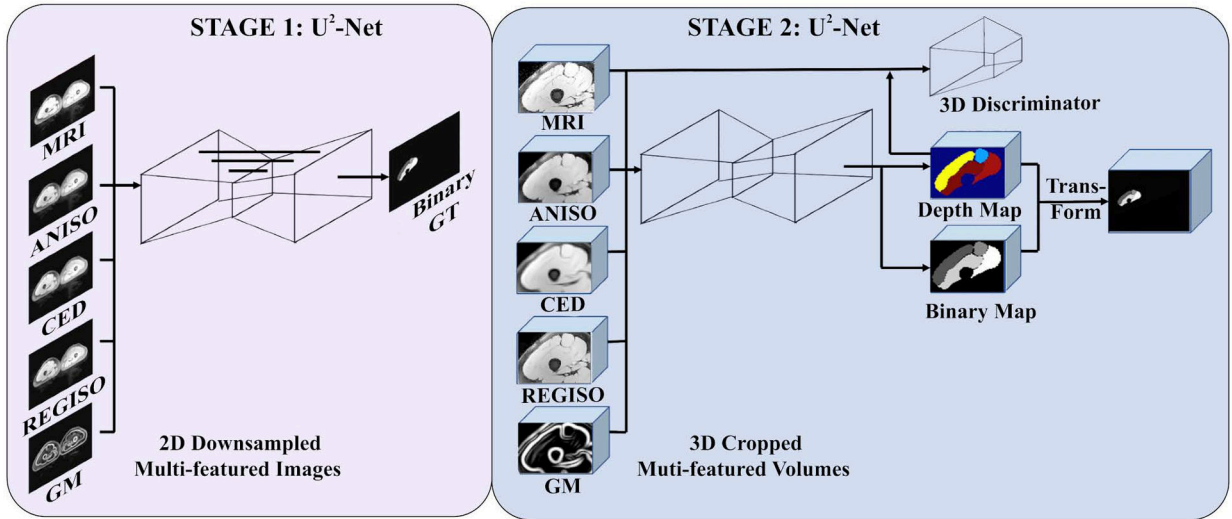 STAGE 1: U²-Net
MRI
ANISO
CED
REGISO
GM
Binary
GT
2D Downsampled
Multi-featured Images
STAGE 2: U²-Net
MRI
ANISO
CED
REGISO
GM
3D Discriminator
Depth Map
Binary Map
Trans-
Form
3D Cropped
Muti-featured Volumes